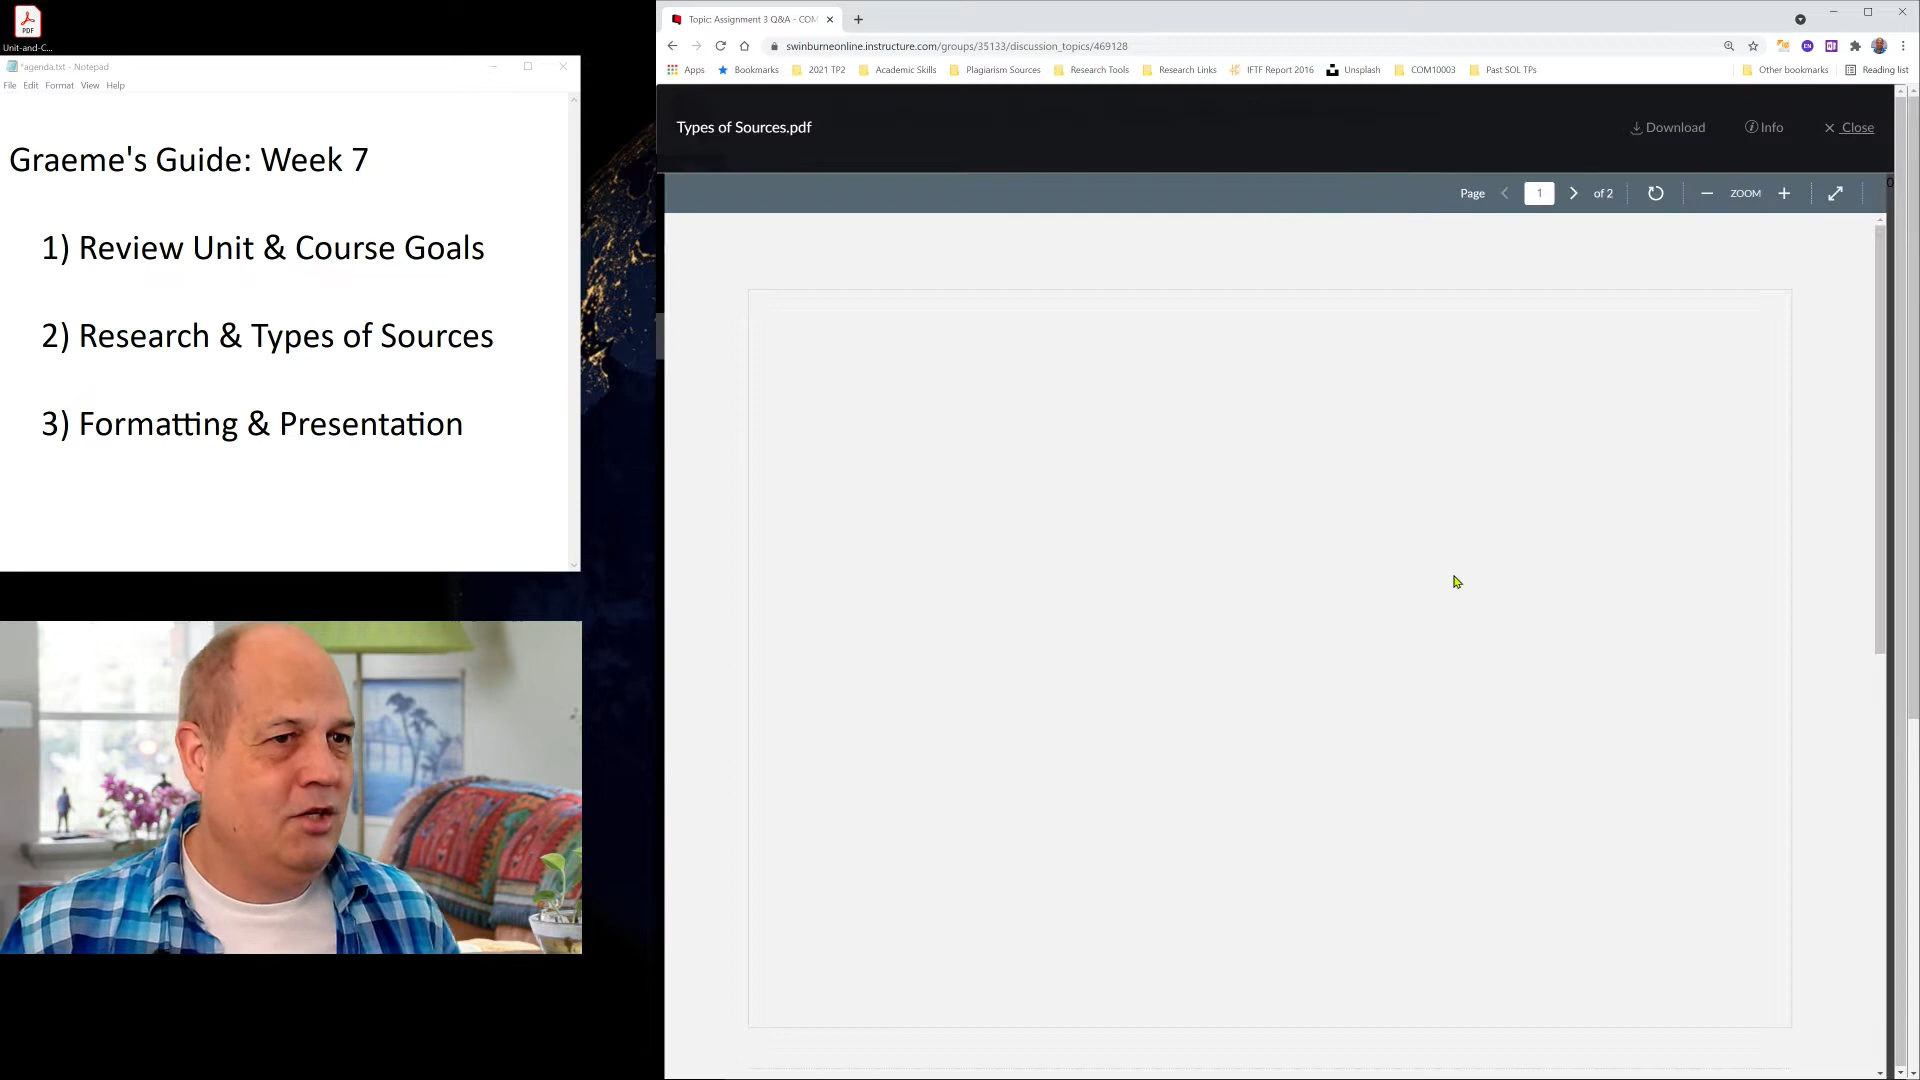 PDF
Unit-and-C...
*agenda.txt - Notepad
File Edit Format View Help
Graeme's Guide: Week 7
1) Review Unit & Course Goals
2) Research & Types of Sources
3) Formatting & Presentation
Topic: Assignment 3 Q&A - COM
swinburneonline.instructure.com/groups/35133/discussion_topics/469128
Apps Bookmarks 2021 TP2 Academic Skills Plagiarism Sources Research Tools Research Links IFTF Report 2016 Unsplash COM10003 Past SOL TPs Other bookmarks Reading list
Types of Sources.pdf
Download Info Close
Page 1 of 2 ZOOM
0